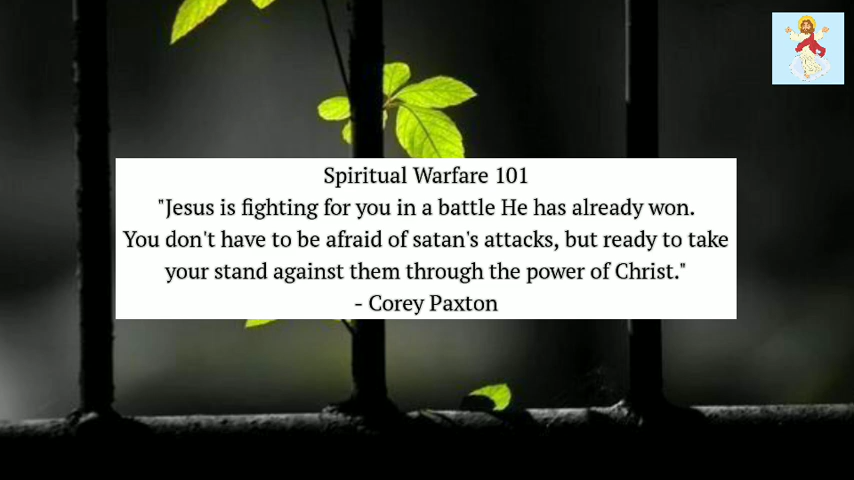 Spiritual Warfare 101
"Jesus is fighting for you in a battle He has already won.
You don't have to be afraid of satan's attacks, but ready to take
your stand against them through the power of Christ."
- Corey Paxton